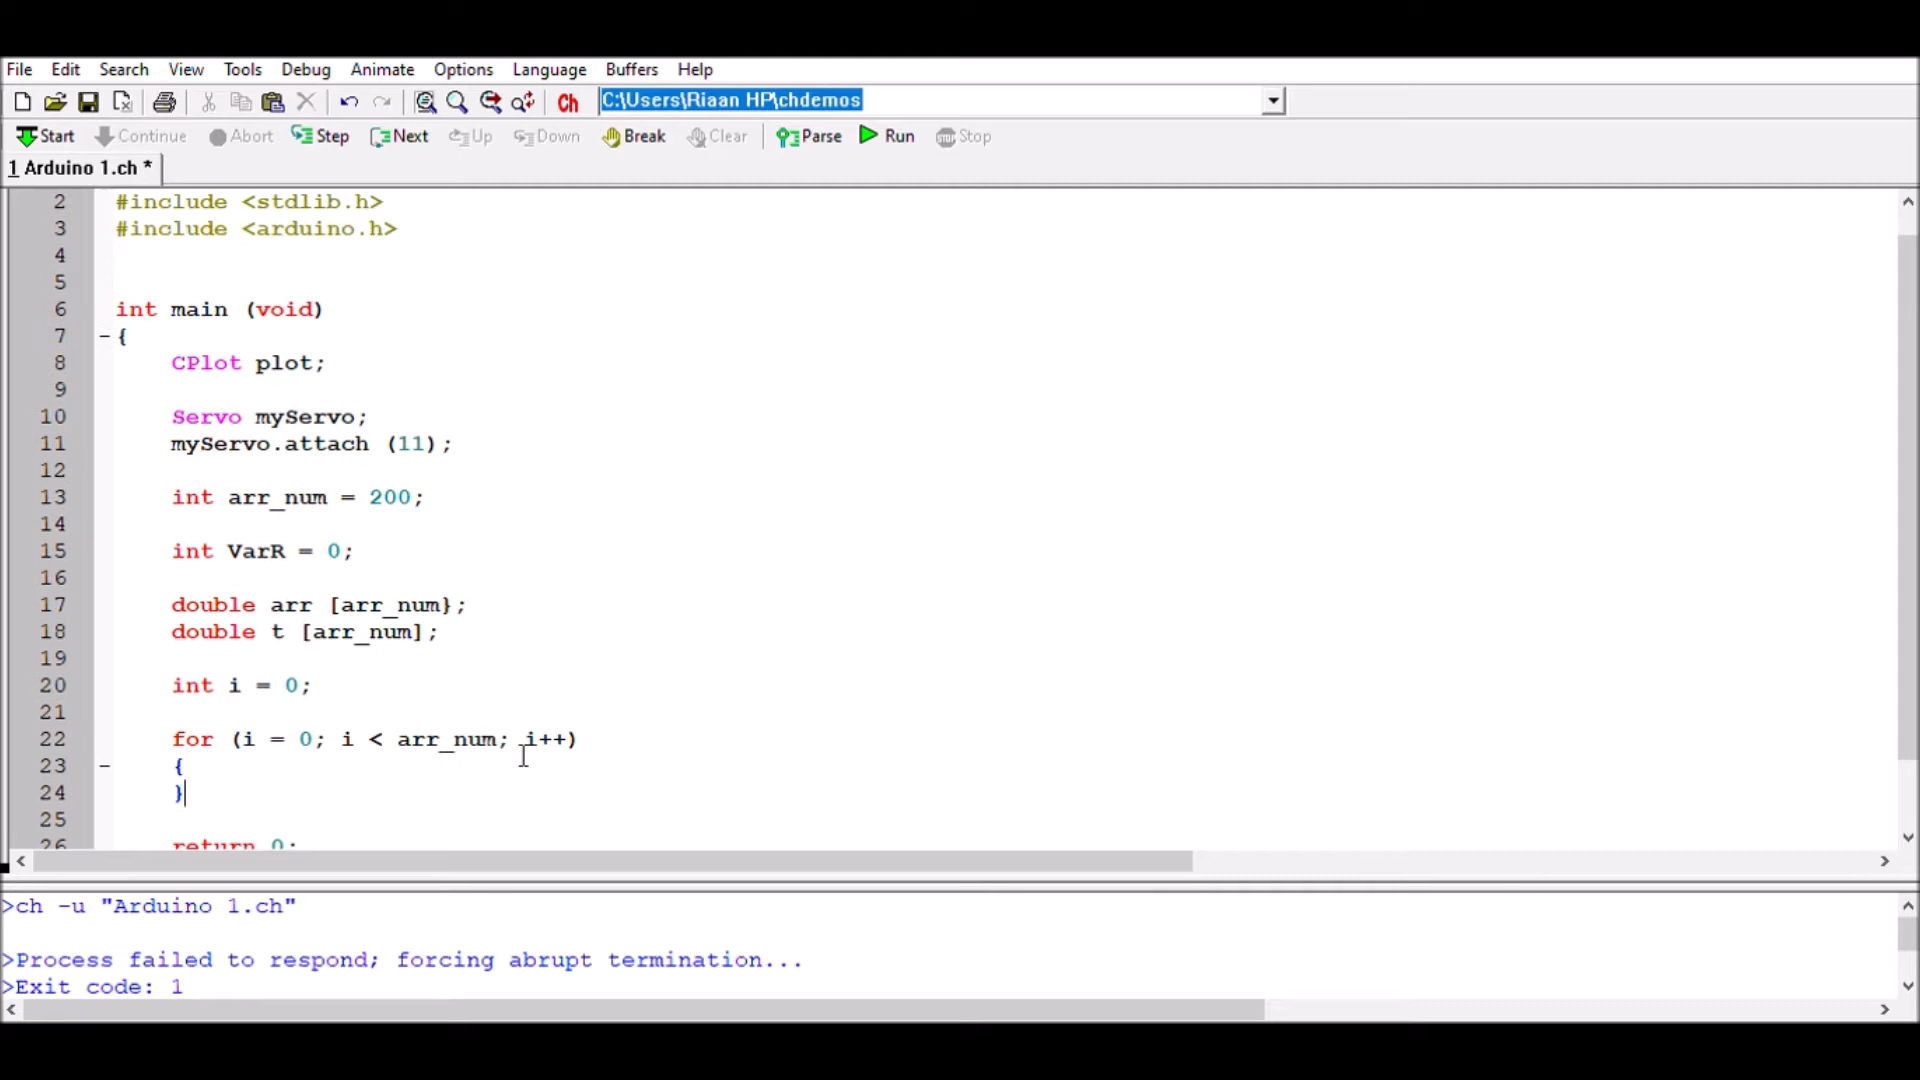 File Edit Search View Tools Debug Animate Options Language Buffers Help
Ch C:\Users\Riaan HP\chdemos
Start Continue Abort Step Next Up Down Break Clear Parse Run Stop
1 Arduino 1.ch *
2 #include <stdlib.h>
3 #include <arduino.h>
4
5
6 int main (void)
7 {
8 CPlot plot;
9
10 Servo myServo;
11 myServo.attach (11);
12
13 int arr_num = 200;
14
15 int VarR = 0;
16
17 double arr [arr_num};
18 double t [arr_num];
19
20 int i = 0;
21
22 for (i = 0; i < arr_num; i++)
23 {
24 }
25
26 return 0;
>ch -u "Arduino 1.ch"
>Process failed to respond; forcing abrupt termination...
>Exit code: 1